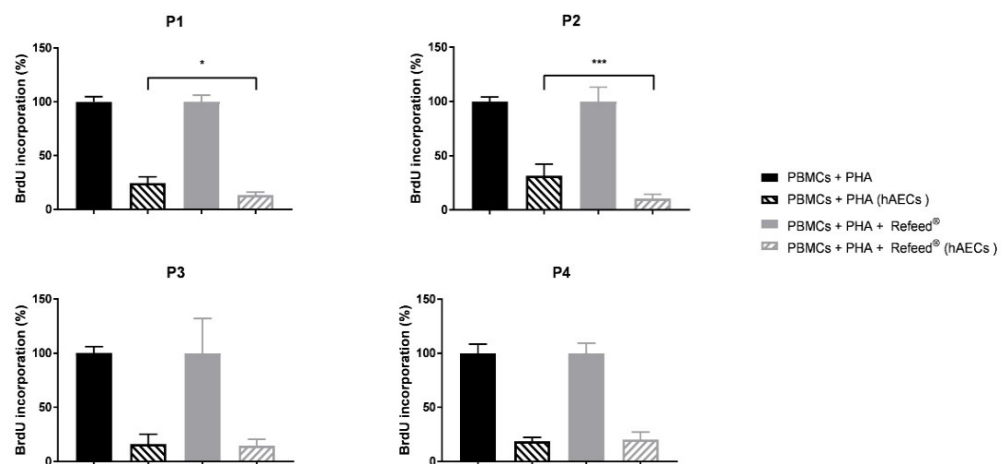 P1
BrdU incorporation (%)
150
100
50
0
*
P2
BrdU incorporation (%)
150
100
50
0
***
PBMCs + PHA
PBMCs + PHA (hAECs )
PBMCs + PHA + Refeed®
PBMCs + PHA + Refeed® (hAECs )
P3
BrdU incorporation (%)
150
100
50
0
P4
BrdU incorporation (%)
150
100
50
0